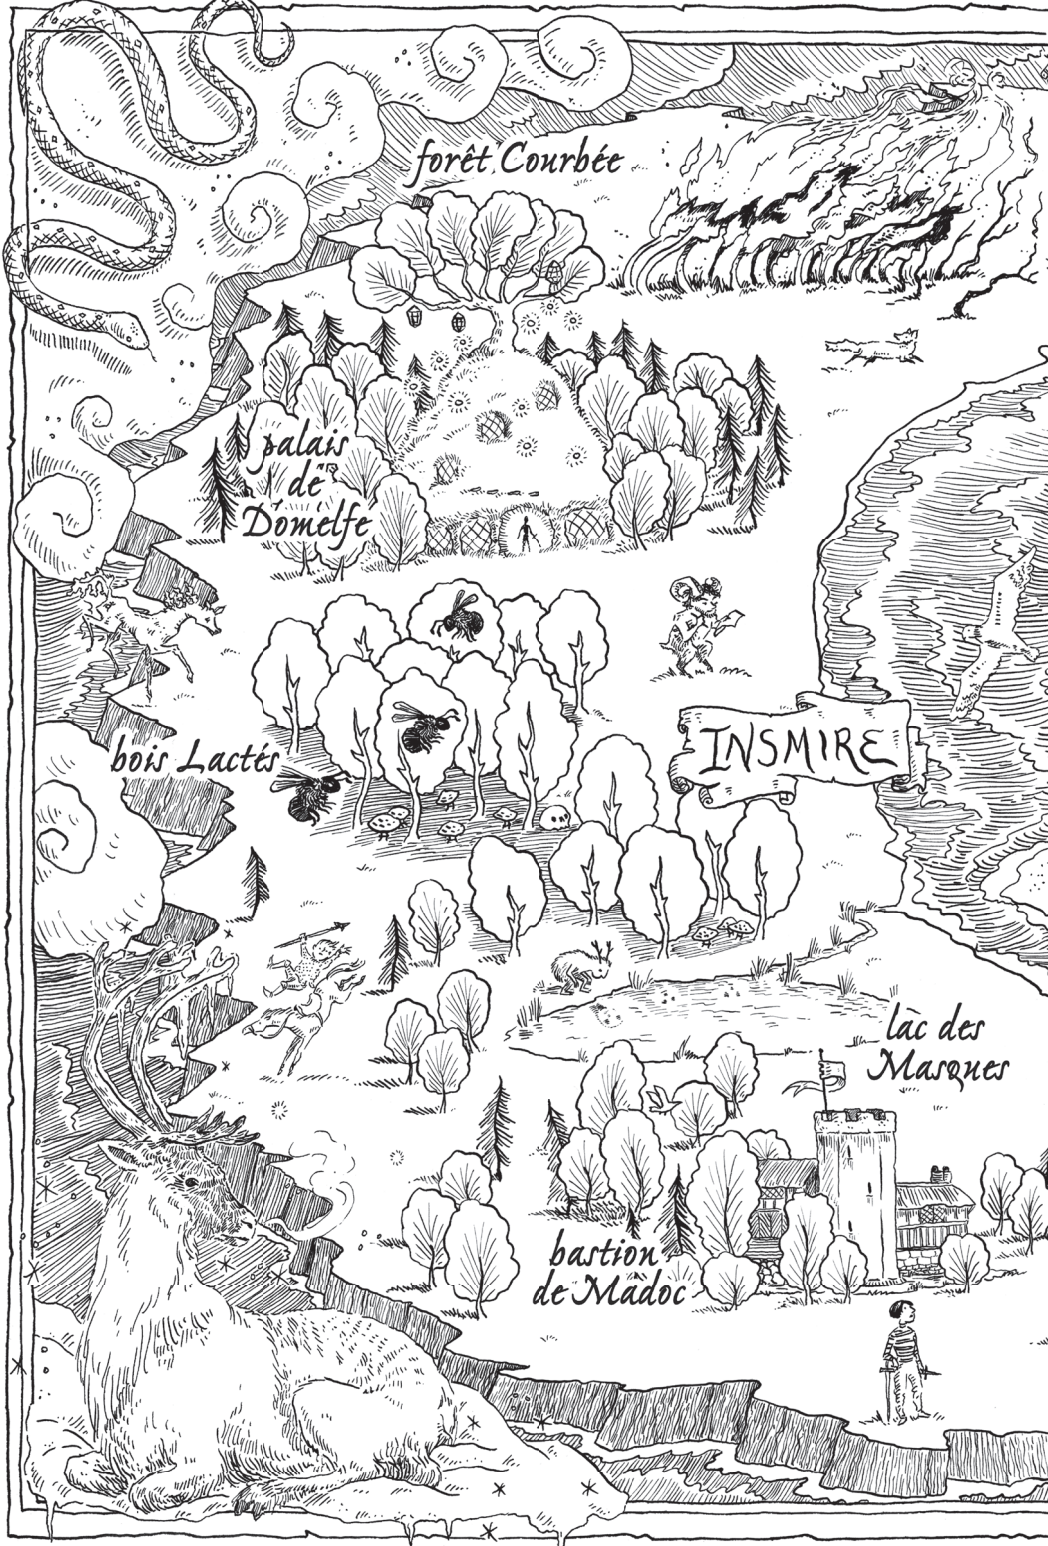 forêt Courbée
palais
de
Domelfe
INSMIRE
bois Lactés
lac des
Masques
bastion
de Madoc